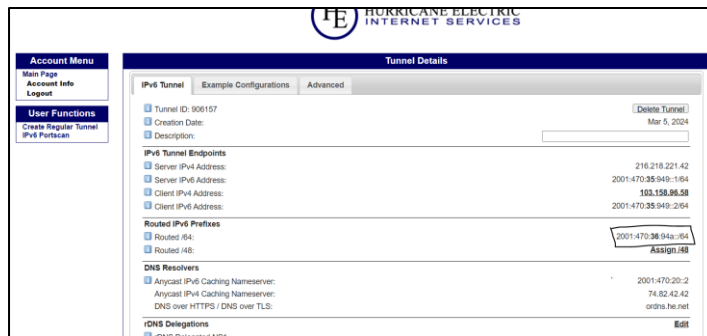 HE HURRICANE ELECTRIC
INTERNET SERVICES
Account Menu
Main Page
Account Info
Logout
User Functions
Create Regular Tunnel
IPv6 Portscan
Tunnel Details
IPv6 Tunnel Example Configurations Advanced
Tunnel ID: 906157 Delete Tunnel
Creation Date: Mar 5, 2024
Description:
IPv6 Tunnel Endpoints
Server IPv4 Address: 216.218.221.42
Server IPv6 Address: 2001:470:35:949::1/64
Client IPv4 Address: 103.158.96.58
Client IPv6 Address: 2001:470:35:949::2/64
Routed IPv6 Prefixes
Routed /64: 2001:470:36:94a::/64
Routed /48: Assign /48
DNS Resolvers
Anycast IPv6 Caching Nameserver: 2001:470:20::2
Anycast IPv4 Caching Nameserver: 74.82.42.42
DNS over HTTPS / DNS over TLS: ordns.he.net
rDNS Delegations Edit
rDNS Delegated NS1: